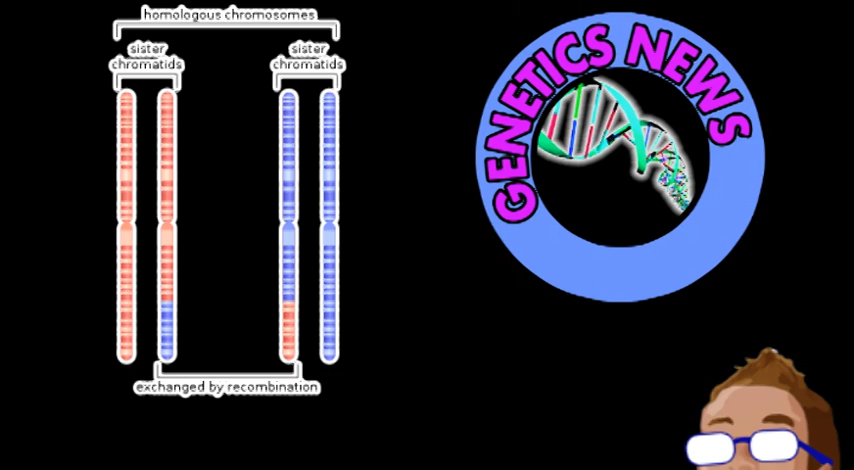 homologous chromosomes
sister
chromatids
sister
chromatids
exchanged by recombination
GENETICS NEWS